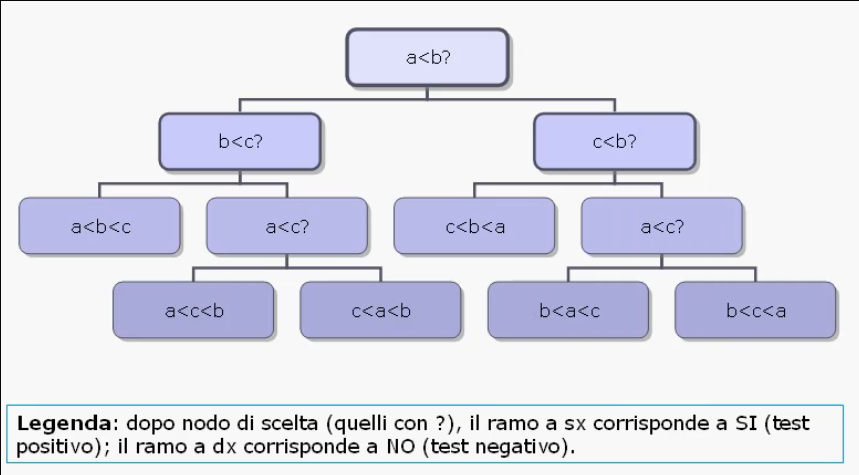 a<b?
b<c?
c<b?
a<b<c
a<c?
c<b<a
a<c?
a<c<b
c<a<b
b<a<c
b<c<a
Legenda: dopo nodo di scelta (quelli con ?), il ramo a sx corrisponde a SI (test
positivo); il ramo a dx corrisponde a NO (test negativo).